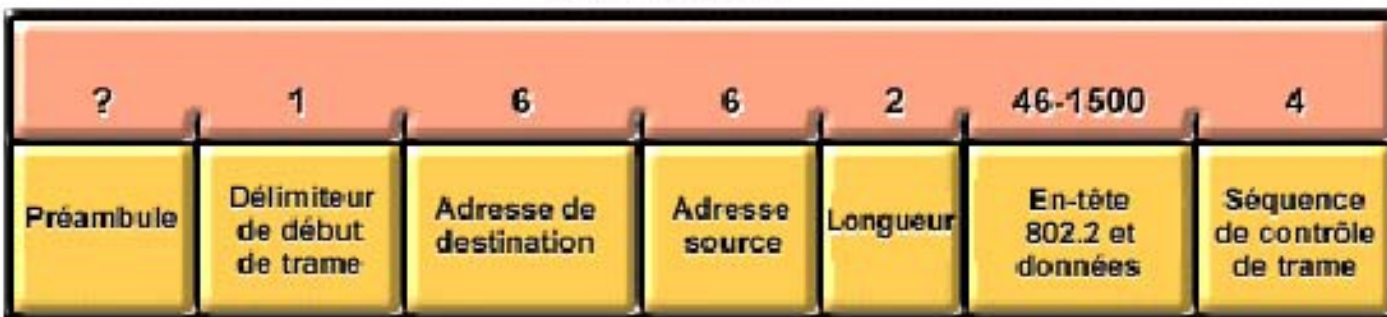 ? 1 6 6 2 46-1500 4
Préambule
Délimiteur
de début
de trame
Adresse de
destination
Adresse
source
Longueur
En-tête
802.2 et
données
Séquence
de contrôle
de trame